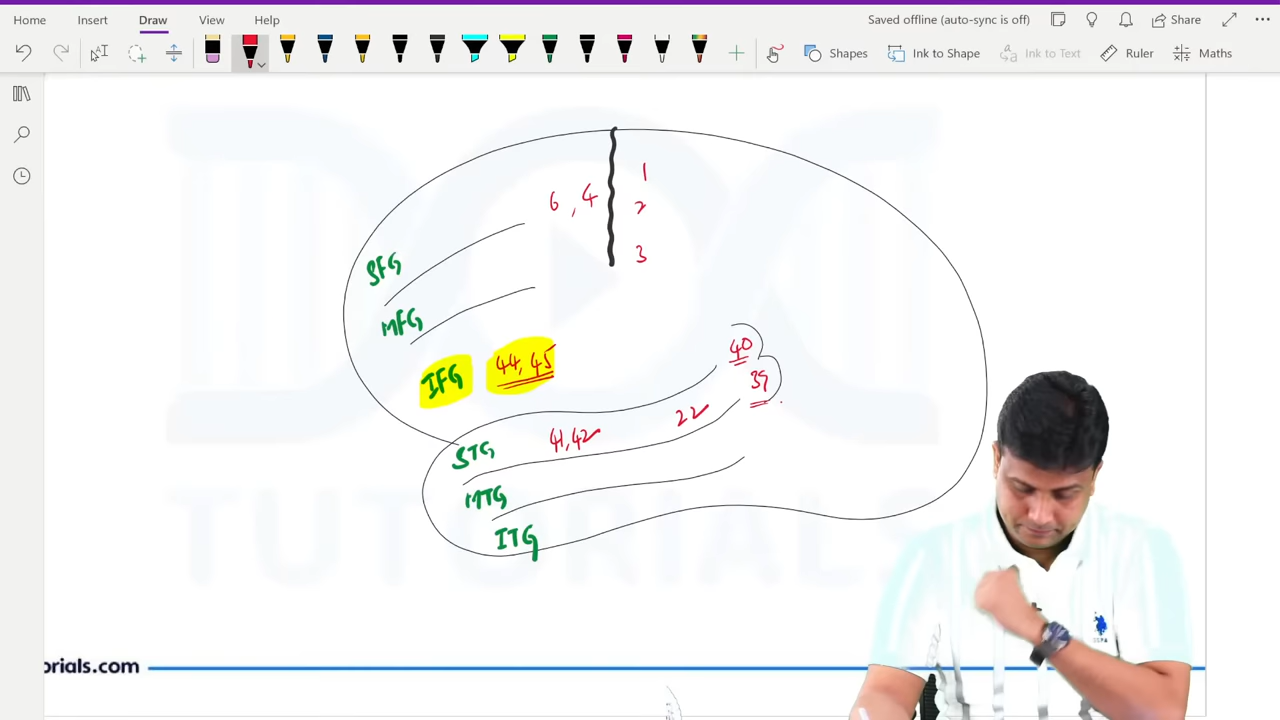 Home Insert Draw View Help Saved offline (auto-sync is off) Share
Shapes Ink to Shape Ink to Text Ruler Maths
1
6, 4
2
3
SFG
MFG
IFG 44, 45
40
39
22
STG 41, 42
MTG
ITG
TUTORIALS
orials.com